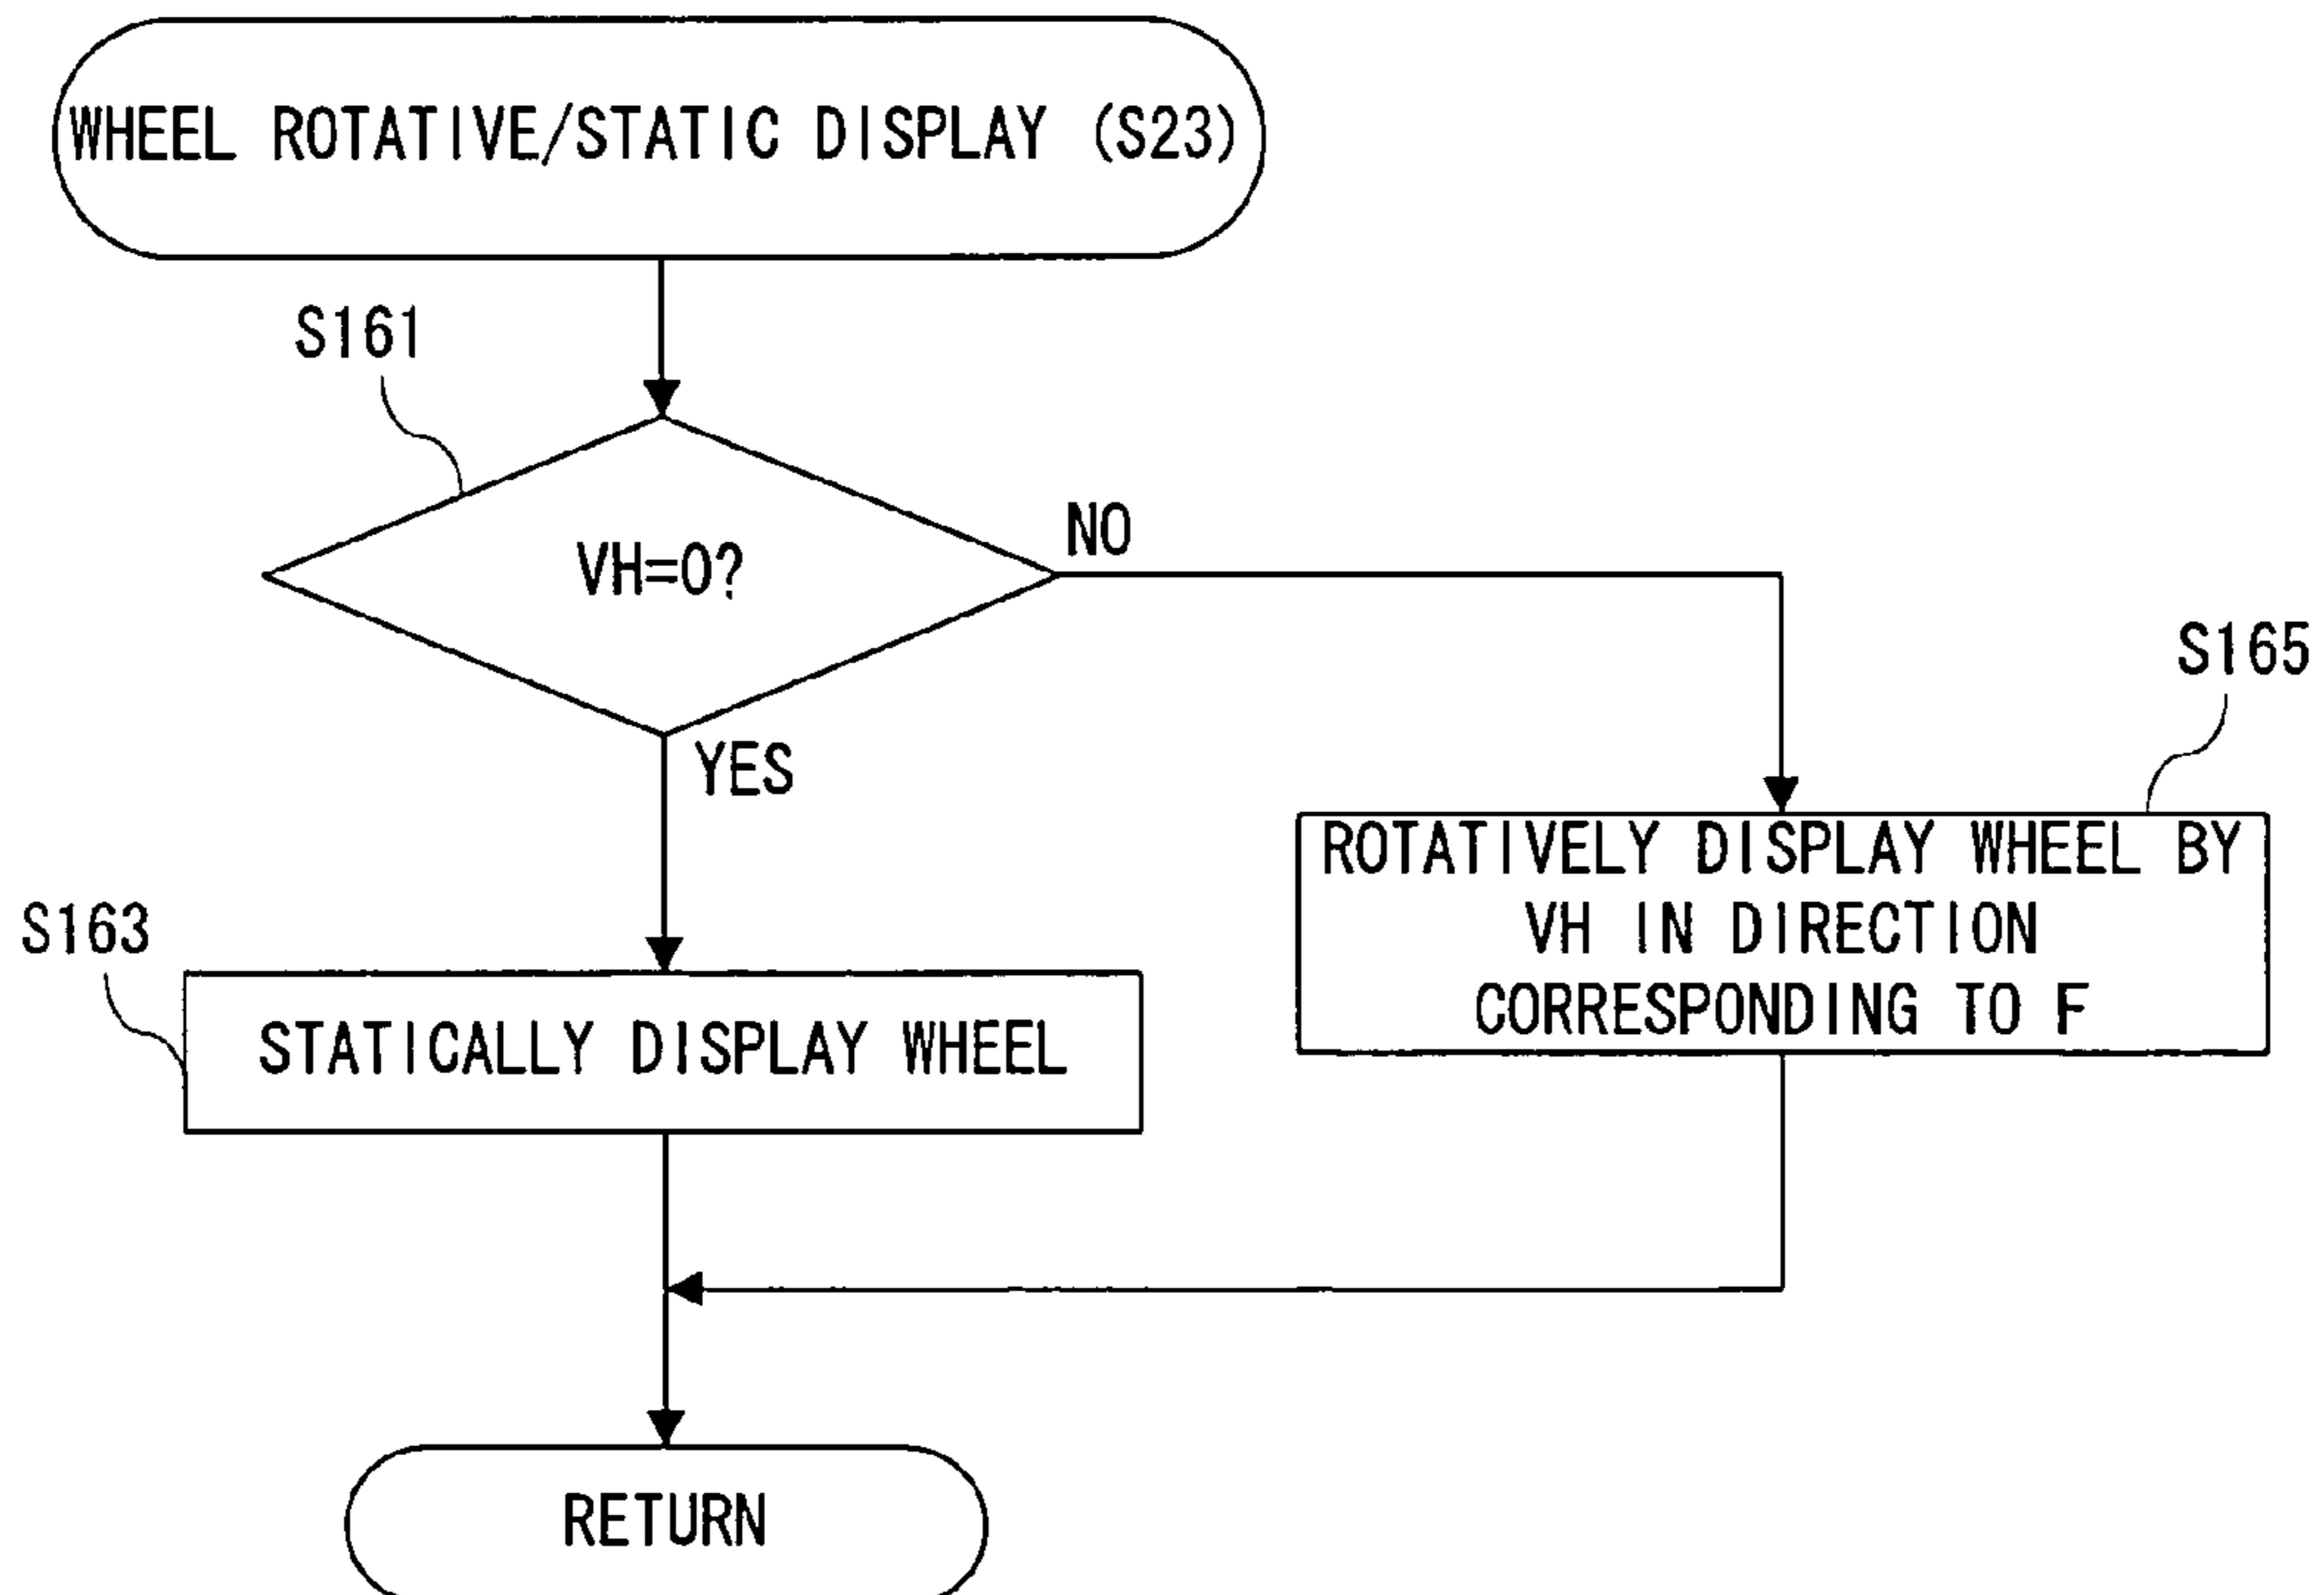 WHEEL ROTATIVE/STATIC DISPLAY (S23)
S161
VH=0?
NO
YES
S165
ROTATIVELY DISPLAY WHEEL BY
VH IN DIRECTION
CORRESPONDING TO F
S163
STATICALLY DISPLAY WHEEL
RETURN